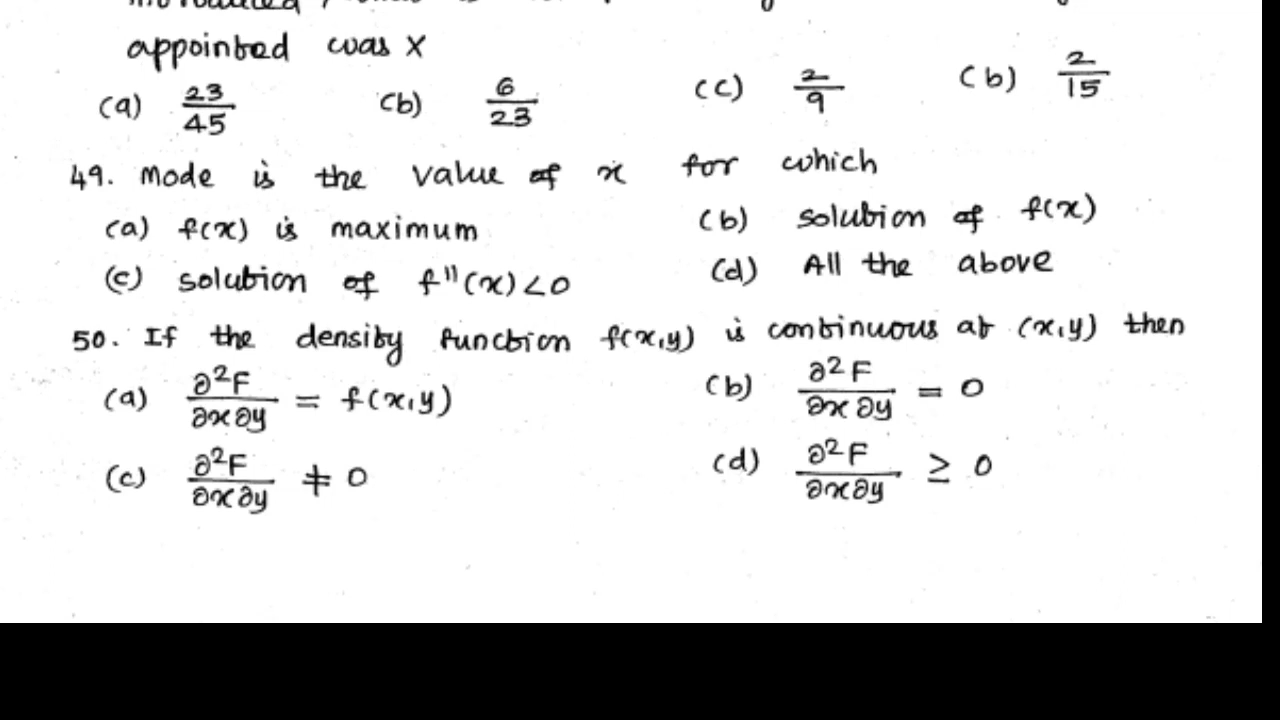 appointed was X
(a) 23/45 (b) 6/23 (c) 2/9 (b) 2/15
49. Mode is the value of x for which
(a) f(x) is maximum (b) solution of f(x)
(c) solution of f''(x)<0 (d) All the above
50. If the density function f(x,y) is continuous at (x,y) then
(a) ∂²F/∂x∂y = f(x,y) (b) ∂²F/∂x∂y = 0
(c) ∂²F/∂x∂y ≠ 0 (d) ∂²F/∂x∂y ≥ 0